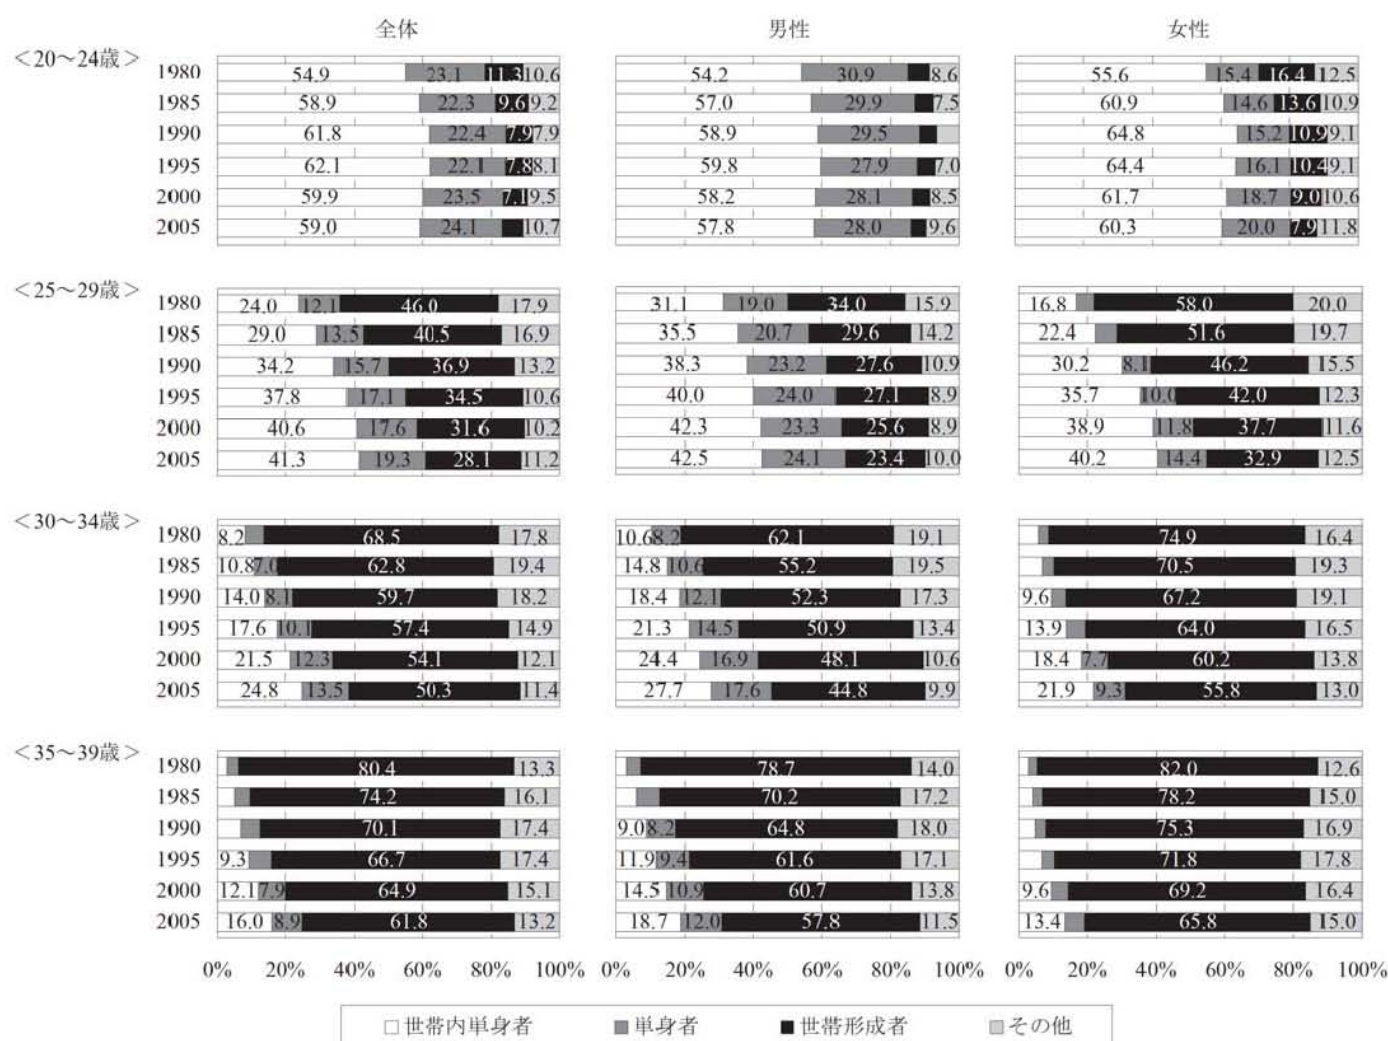 全体 男性 女性
＜20～24歳＞
1980 54.9 23.1 11.3 10.6 54.2 30.9 8.6 55.6 15.4 16.4 12.5
1985 58.9 22.3 9.6 9.2 57.0 29.9 7.5 60.9 14.6 13.6 10.9
1990 61.8 22.4 7.9 7.9 58.9 29.5 64.8 15.2 10.9 9.1
1995 62.1 22.1 7.8 8.1 59.8 27.9 7.0 64.4 16.1 10.4 9.1
2000 59.9 23.5 7.1 9.5 58.2 28.1 8.5 61.7 18.7 9.0 10.6
2005 59.0 24.1 10.7 57.8 28.0 9.6 60.3 20.0 7.9 11.8
＜25～29歳＞
1980 24.0 12.1 46.0 17.9 31.1 19.0 34.0 15.9 16.8 58.0 20.0
1985 29.0 13.5 40.5 16.9 35.5 20.7 29.6 14.2 22.4 51.6 19.7
1990 34.2 15.7 36.9 13.2 38.3 23.2 27.6 10.9 30.2 8.1 46.2 15.5
1995 37.8 17.1 34.5 10.6 40.0 24.0 27.1 8.9 35.7 10.0 42.0 12.3
2000 40.6 17.6 31.6 10.2 42.3 23.3 25.6 8.9 38.9 11.8 37.7 11.6
2005 41.3 19.3 28.1 11.2 42.5 24.1 23.4 10.0 40.2 14.4 32.9 12.5
＜30～34歳＞
1980 8.2 68.5 17.8 10.6 8.2 62.1 19.1 74.9 16.4
1985 10.8 7.0 62.8 19.4 14.8 10.6 55.2 19.5 70.5 19.3
1990 14.0 8.1 59.7 18.2 18.4 12.1 52.3 17.3 9.6 67.2 19.1
1995 17.6 10.1 57.4 14.9 21.3 14.5 50.9 13.4 13.9 64.0 16.5
2000 21.5 12.3 54.1 12.1 24.4 16.9 48.1 10.6 18.4 7.7 60.2 13.8
2005 24.8 13.5 50.3 11.4 27.7 17.6 44.8 9.9 21.9 9.3 55.8 13.0
＜35～39歳＞
1980 80.4 13.3 78.7 14.0 82.0 12.6
1985 74.2 16.1 70.2 17.2 78.2 15.0
1990 70.1 17.4 9.0 8.2 64.8 18.0 75.3 16.9
1995 9.3 66.7 17.4 11.9 9.4 61.6 17.1 71.8 17.8
2000 12.1 7.9 64.9 15.1 14.5 10.9 60.7 13.8 9.6 69.2 16.4
2005 16.0 8.9 61.8 13.2 18.7 12.0 57.8 11.5 13.4 65.8 15.0
0% 20% 40% 60% 80% 100% 0% 20% 40% 60% 80% 100% 0% 20% 40% 60% 80% 100%
世帯内単身者 単身者 世帯形成者 その他